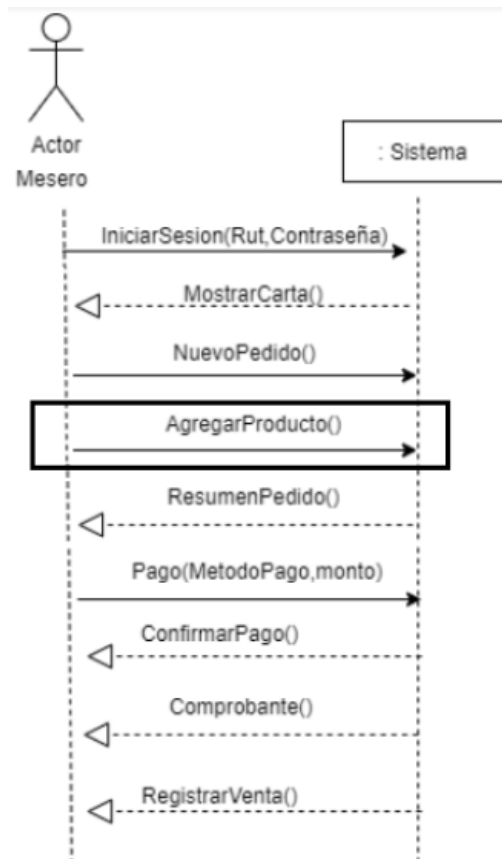 Actor
Mesero
: Sistema
IniciarSesion(Rut,Contraseña)
MostrarCarta()
NuevoPedido()
AgregarProducto()
ResumenPedido()
Pago(MetodoPago,monto)
ConfirmarPago()
Comprobante()
RegistrarVenta()